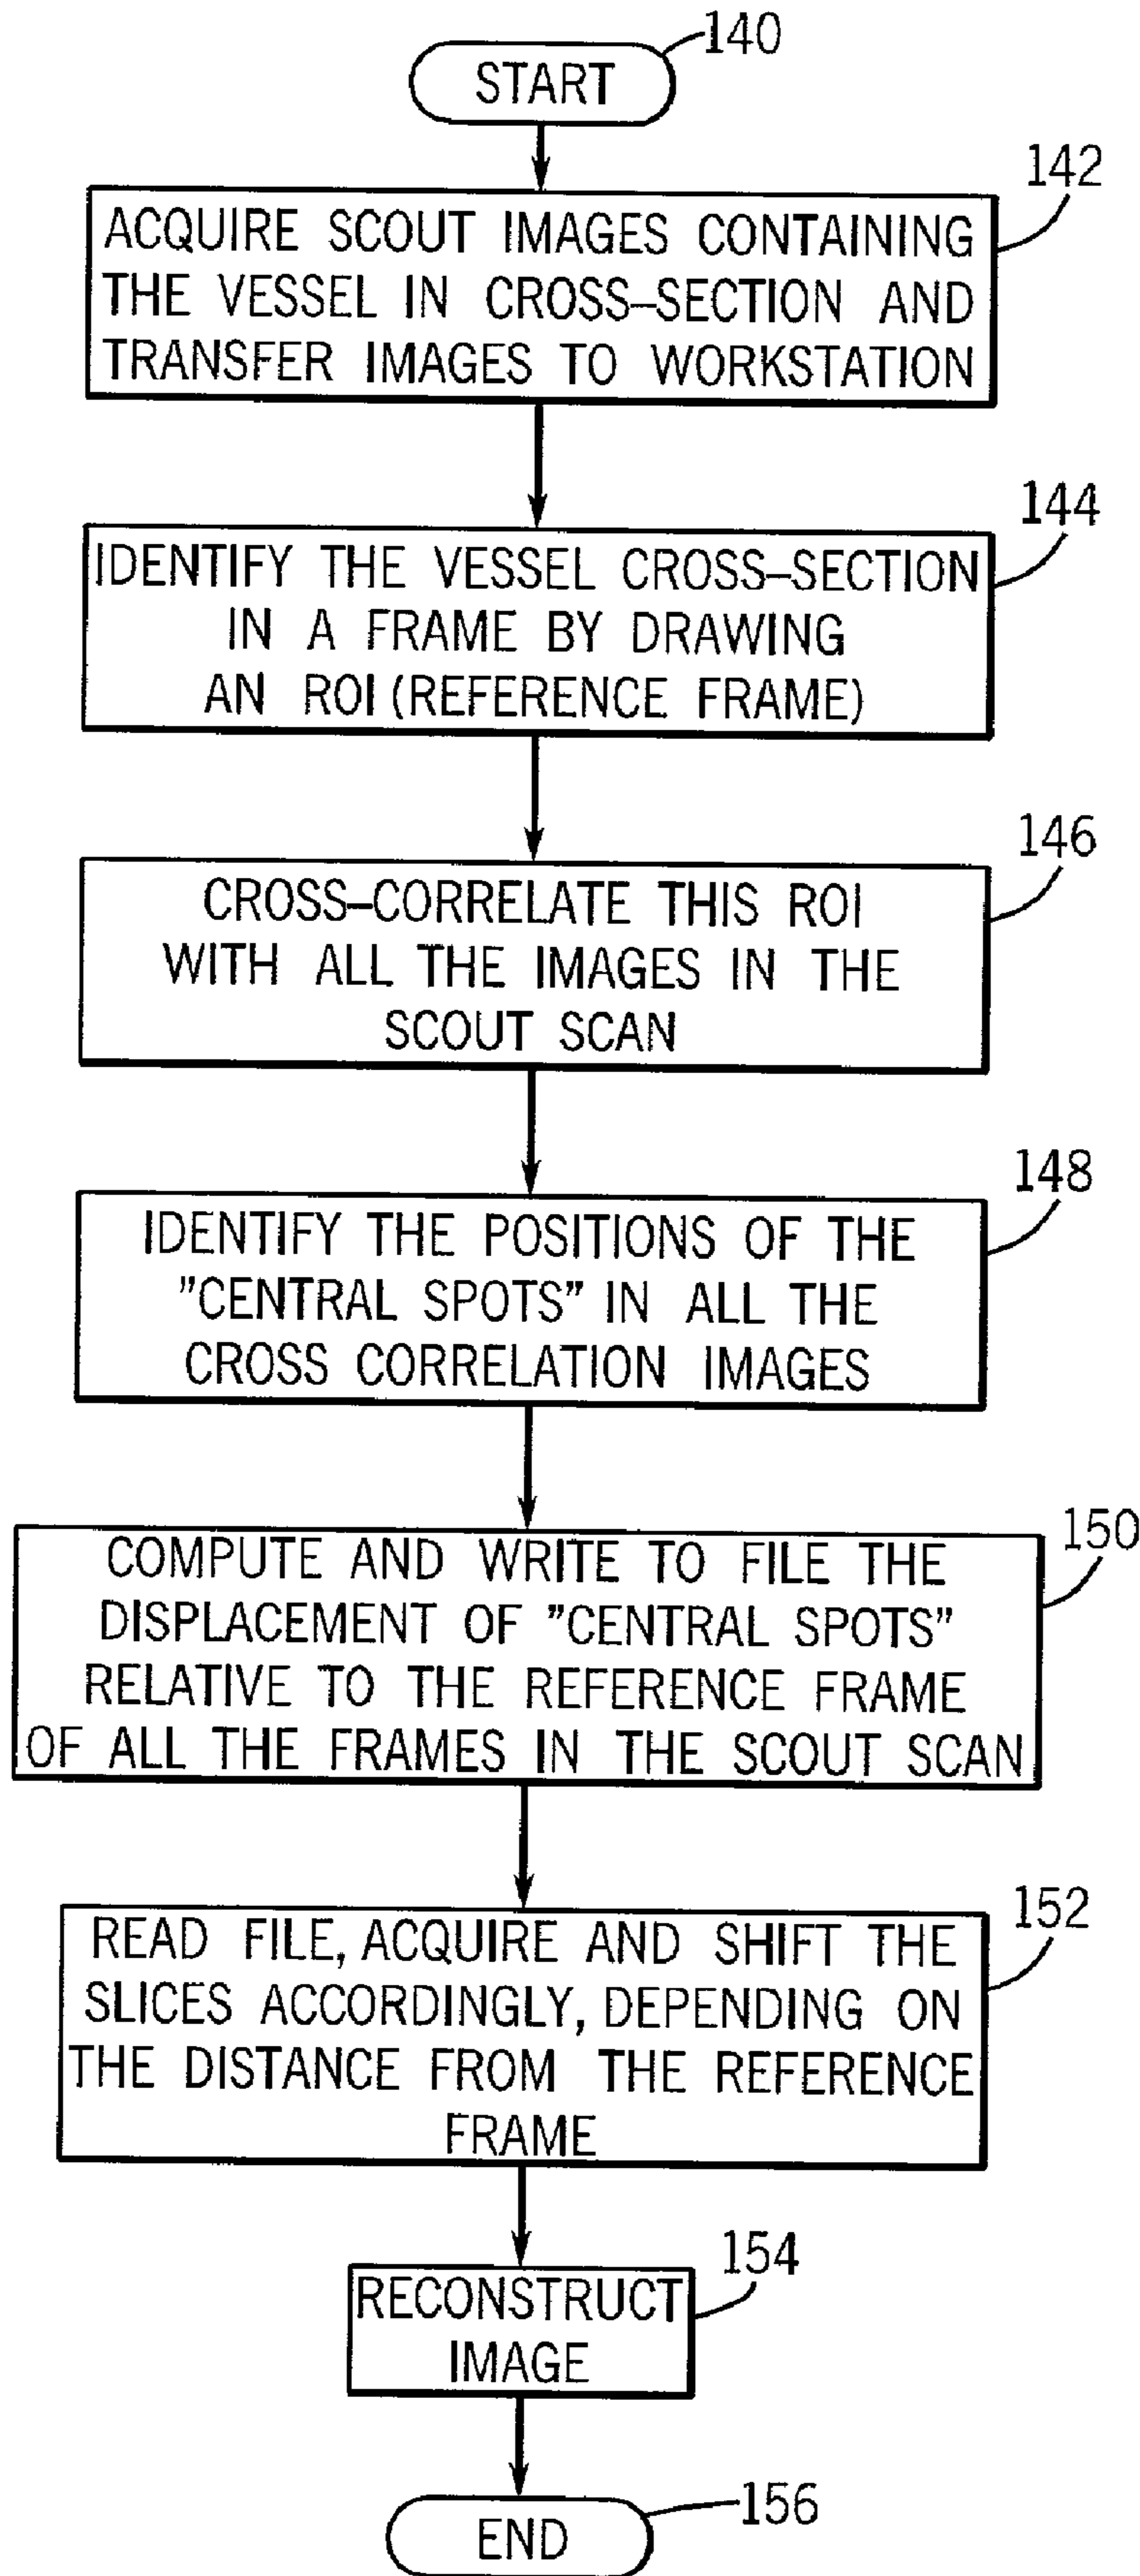 140
START
142
ACQUIRE SCOUT IMAGES CONTAINING
THE VESSEL IN CROSS–SECTION AND
TRANSFER IMAGES TO WORKSTATION
144
IDENTIFY THE VESSEL CROSS–SECTION
IN A FRAME BY DRAWING
AN ROI (REFERENCE FRAME)
146
CROSS–CORRELATE THIS ROI
WITH ALL THE IMAGES IN THE
SCOUT SCAN
148
IDENTIFY THE POSITIONS OF THE
"CENTRAL SPOTS" IN ALL THE
CROSS CORRELATION IMAGES
150
COMPUTE AND WRITE TO FILE THE
DISPLACEMENT OF "CENTRAL SPOTS"
RELATIVE TO THE REFERENCE FRAME
OF ALL THE FRAMES IN THE SCOUT SCAN
152
READ FILE, ACQUIRE AND SHIFT THE
SLICES ACCORDINGLY, DEPENDING ON
THE DISTANCE FROM THE REFERENCE
FRAME
154
RECONSTRUCT
IMAGE
156
END